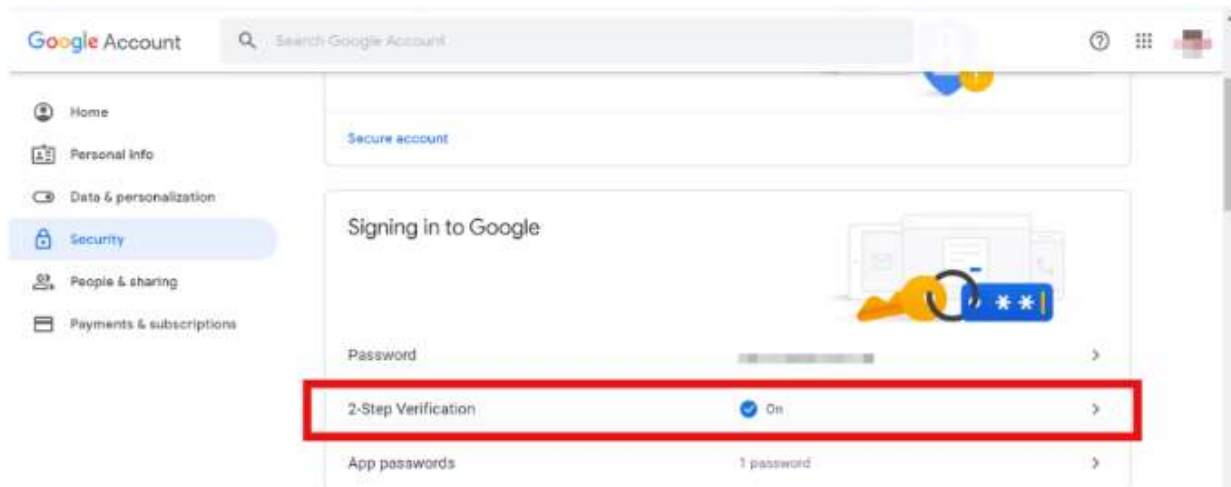 Google Account
Search Google Account
Home
Personal info
Data & personalization
Security
People & sharing
Payments & subscriptions
Secure account
Signing in to Google
**
Password
2-Step Verification On
App passwords 1 password